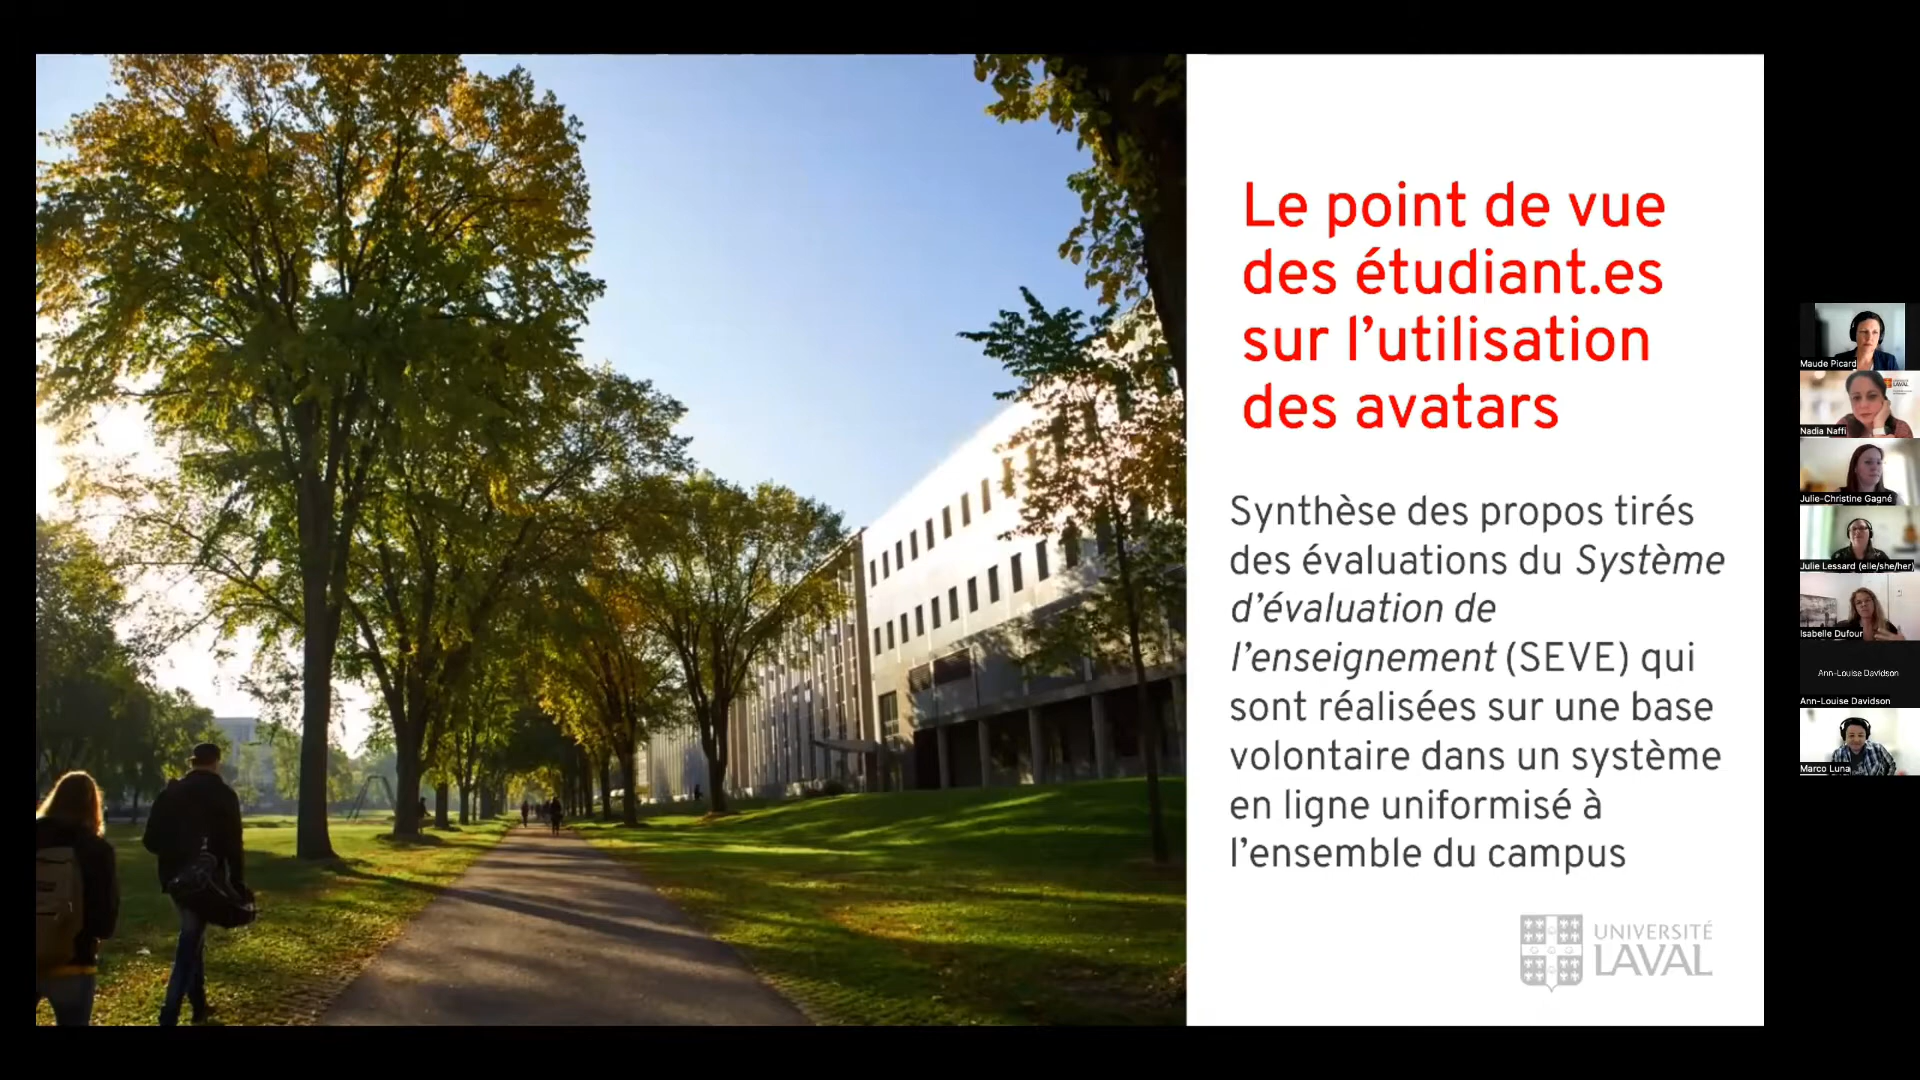 Le point de vue
des étudiant.es
sur l'utilisation
des avatars
Synthèse des propos tirés
des évaluations du Système
d'évaluation de
l'enseignement (SEVE) qui
sont réalisées sur une base
volontaire dans un système
en ligne uniformisé à
l'ensemble du campus
UNIVERSITÉ
LAVAL
Maude Picard
Nadia Naffi
Julie-Christine Gagné
Julie Lessard (elle/she/her)
Isabelle Dufour
Ann-Louise Davidson
Ann-Louise Davidson
Marco Luna